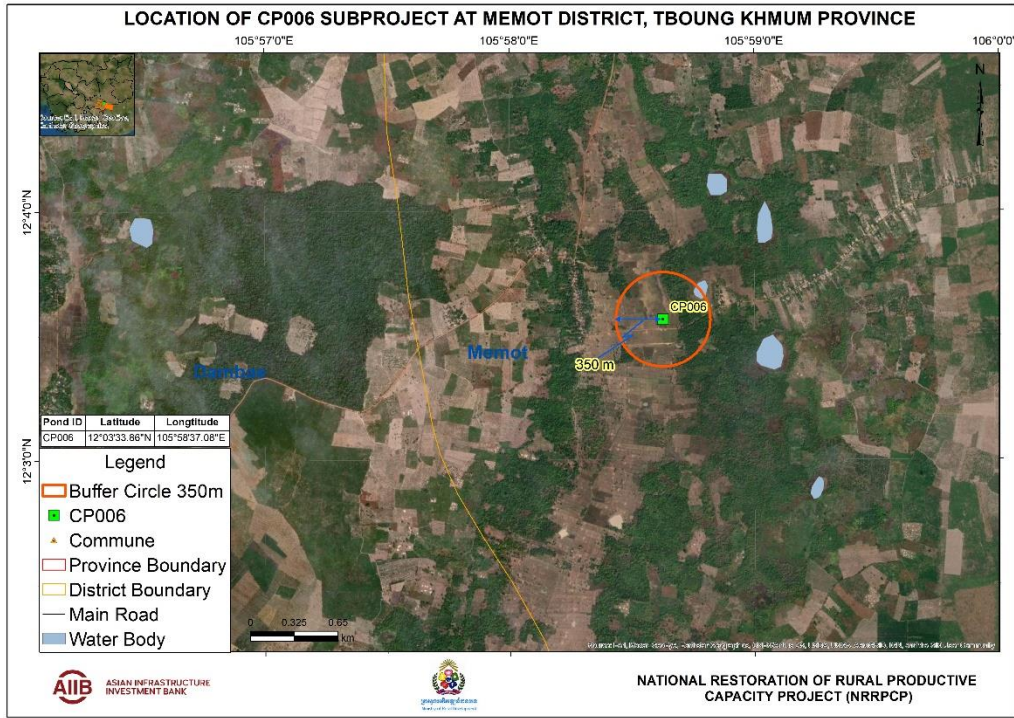 LOCATION OF CP006 SUBPROJECT AT MEMOT DISTRICT, TBOUNG KHMUM PROVINCE
105°57'0"E 105°58'0"E 105°59'0"E 106°0'0"
N
12°4'0"N
CP006
350 m
Memot
Dambae
12°3'0"N
Pond ID Latitude Longtitude
CP006 12°03'33.86"N 105°58'37.08"E
Legend
Buffer Circle 350m
CP006
Commune
Province Boundary
District Boundary
Main Road
Water Body
0 0.325 0.65
km
AIIB
ASIAN INFRASTRUCTURE
INVESTMENT BANK
NATIONAL RESTORATION OF RURAL PRODUCTIVE
CAPACITY PROJECT (NRRPCP)